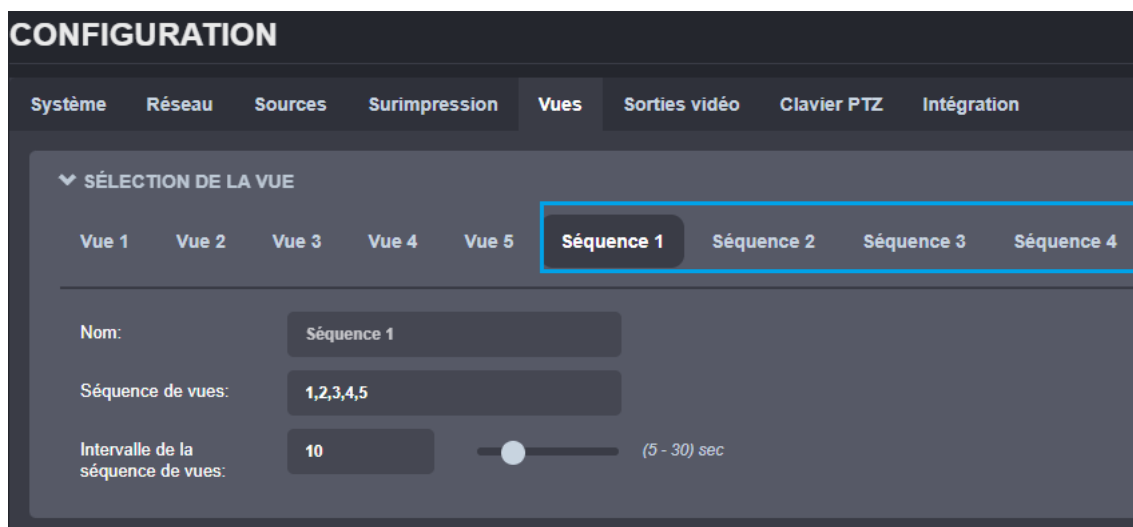 CONFIGURATION
Système Réseau Sources Surimpression Vues Sorties vidéo Clavier PTZ Intégration
SÉLECTION DE LA VUE
Vue 1 Vue 2 Vue 3 Vue 4 Vue 5 Séquence 1 Séquence 2 Séquence 3 Séquence 4
Nom: Séquence 1
Séquence de vues: 1,2,3,4,5
Intervalle de la
séquence de vues: 10 (5 - 30) sec